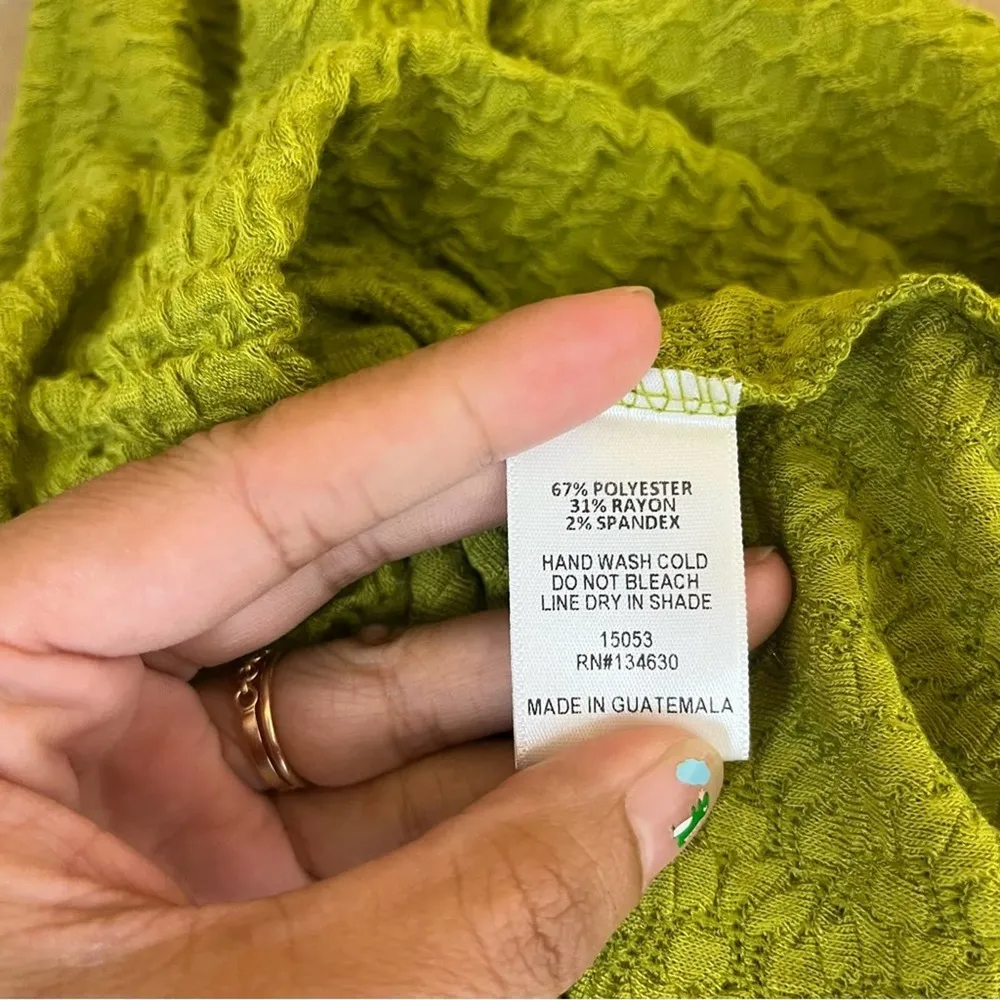 67% POLYESTER
31% RAYON
2% SPANDEX
HAND WASH COLD
DO NOT BLEACH
LINE DRY IN SHADE
15053
RN#134630
MADE IN GUATEMALA